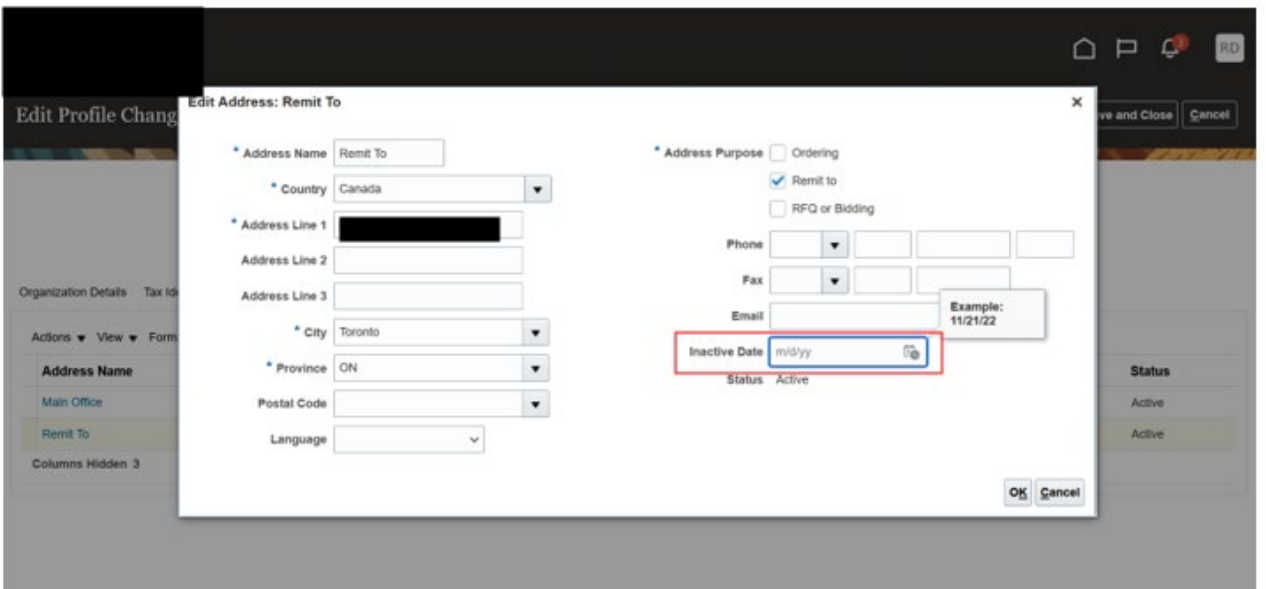 3
RD
Edit Profile Chang
ve and Close
Cancel
Edit Address: Remit To
* Address Name Remit To
* Country Canada
* Address Line 1
Address Line 2
Address Line 3
* City Toronto
* Province ON
Postal Code
Language
* Address Purpose Ordering
Remit to
RFQ or Bidding
Phone
Fax
Email
Example:
11/21/22
Inactive Date m/d/yy
Status Active
OK Cancel
Organization Details Tax Ide
Actions View Form
Address Name Status
Main Office Active
Remit To Active
Columns Hidden 3